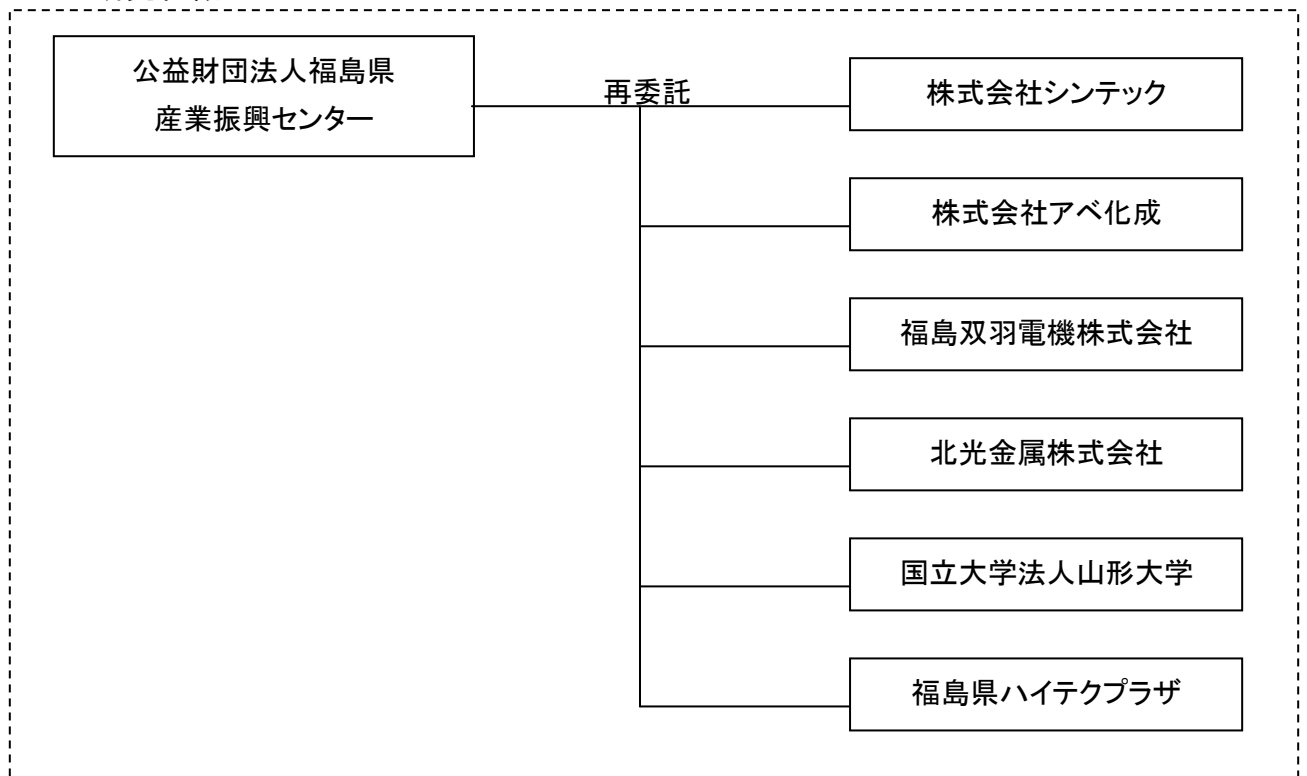 公益財団法人福島県
産業振興センター
再委託
株式会社シンテック
株式会社アベ化成
福島双羽電機株式会社
北光金属株式会社
国立大学法人山形大学
福島県ハイテクプラザ